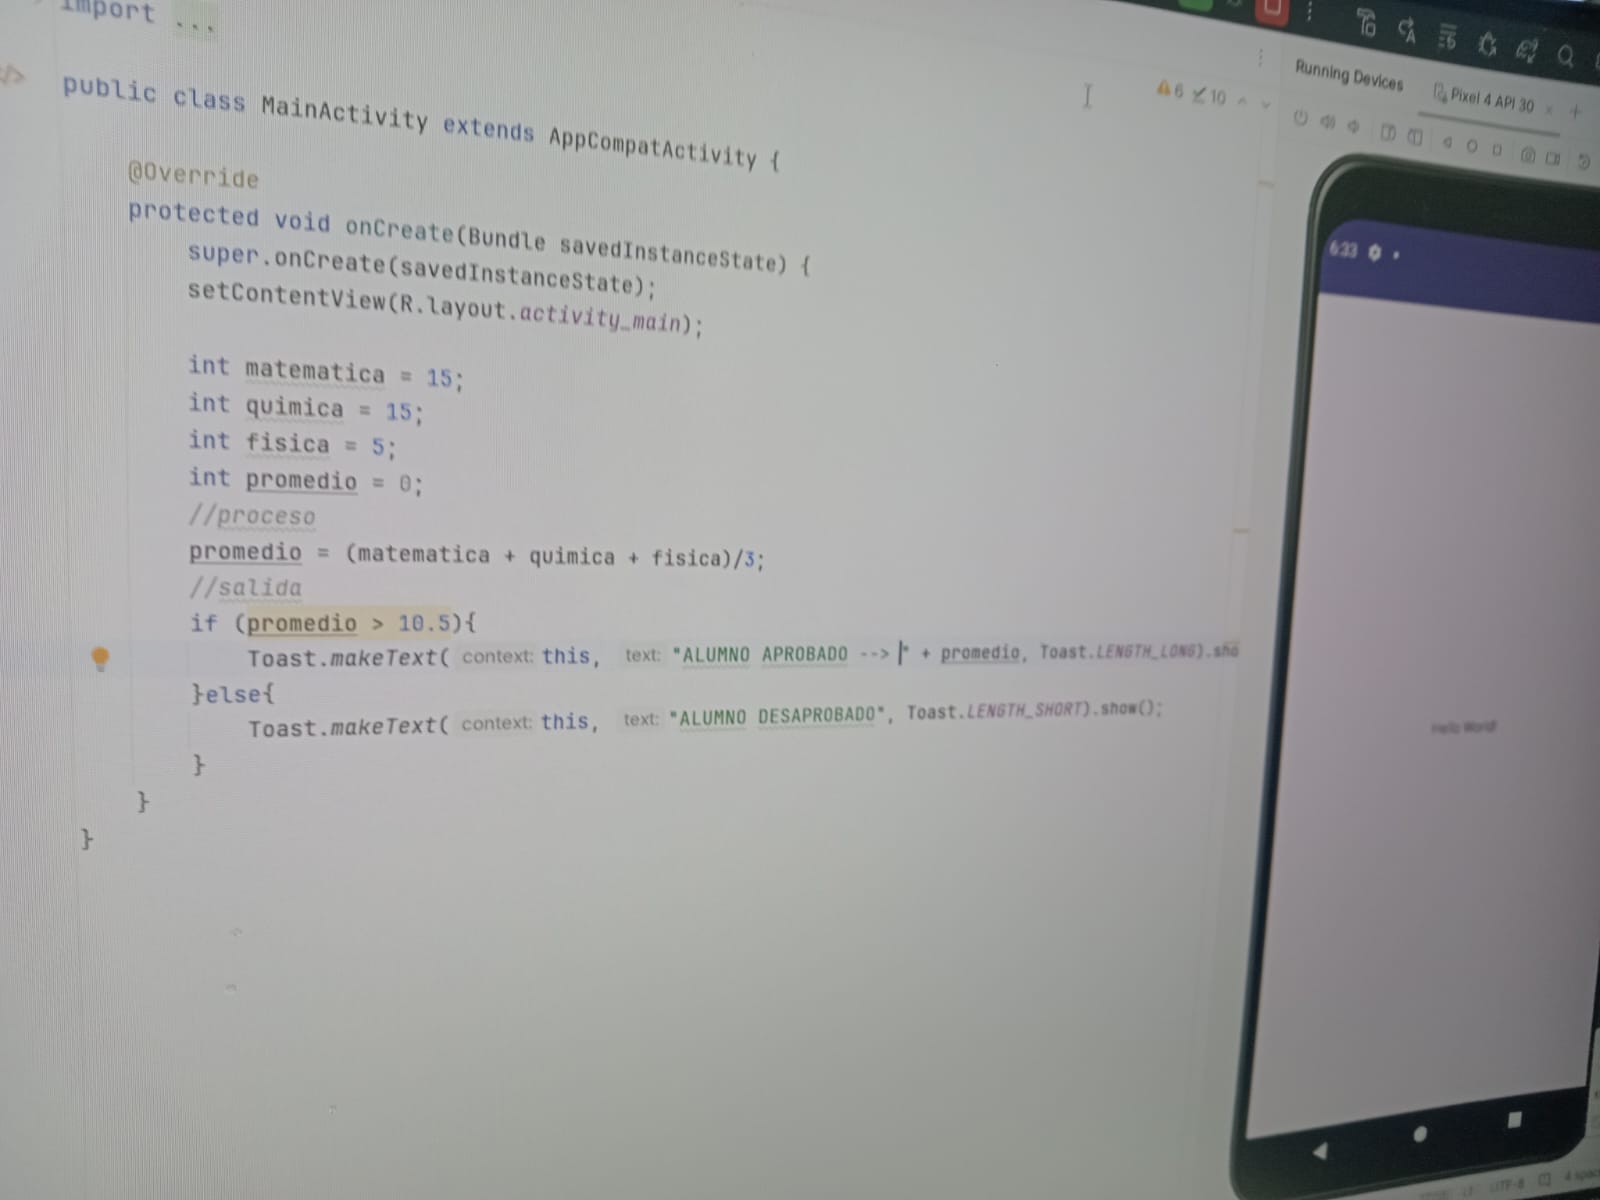 import ...
public class MainActivity extends AppCompatActivity {
@Override
protected void onCreate(Bundle savedInstanceState) {
super.onCreate(savedInstanceState);
setContentView(R.layout.activity_main);
int matematica = 15;
int quimica = 15;
int fisica = 5;
int promedio = 0;
//proceso
promedio = (matematica + quimica + fisica)/3;
//salida
if (promedio > 10.5){
Toast.makeText( context: this, text: "ALUMNO APROBADO --> " + promedio, Toast.LENGTH_LONG).sho
}else{
Toast.makeText( context: this, text: "ALUMNO DESAPROBADO", Toast.LENGTH_SHORT).show();
}
}
}
6 10
Running Devices
Pixel 4 API 30
6:33
Hello World!
UTF-8